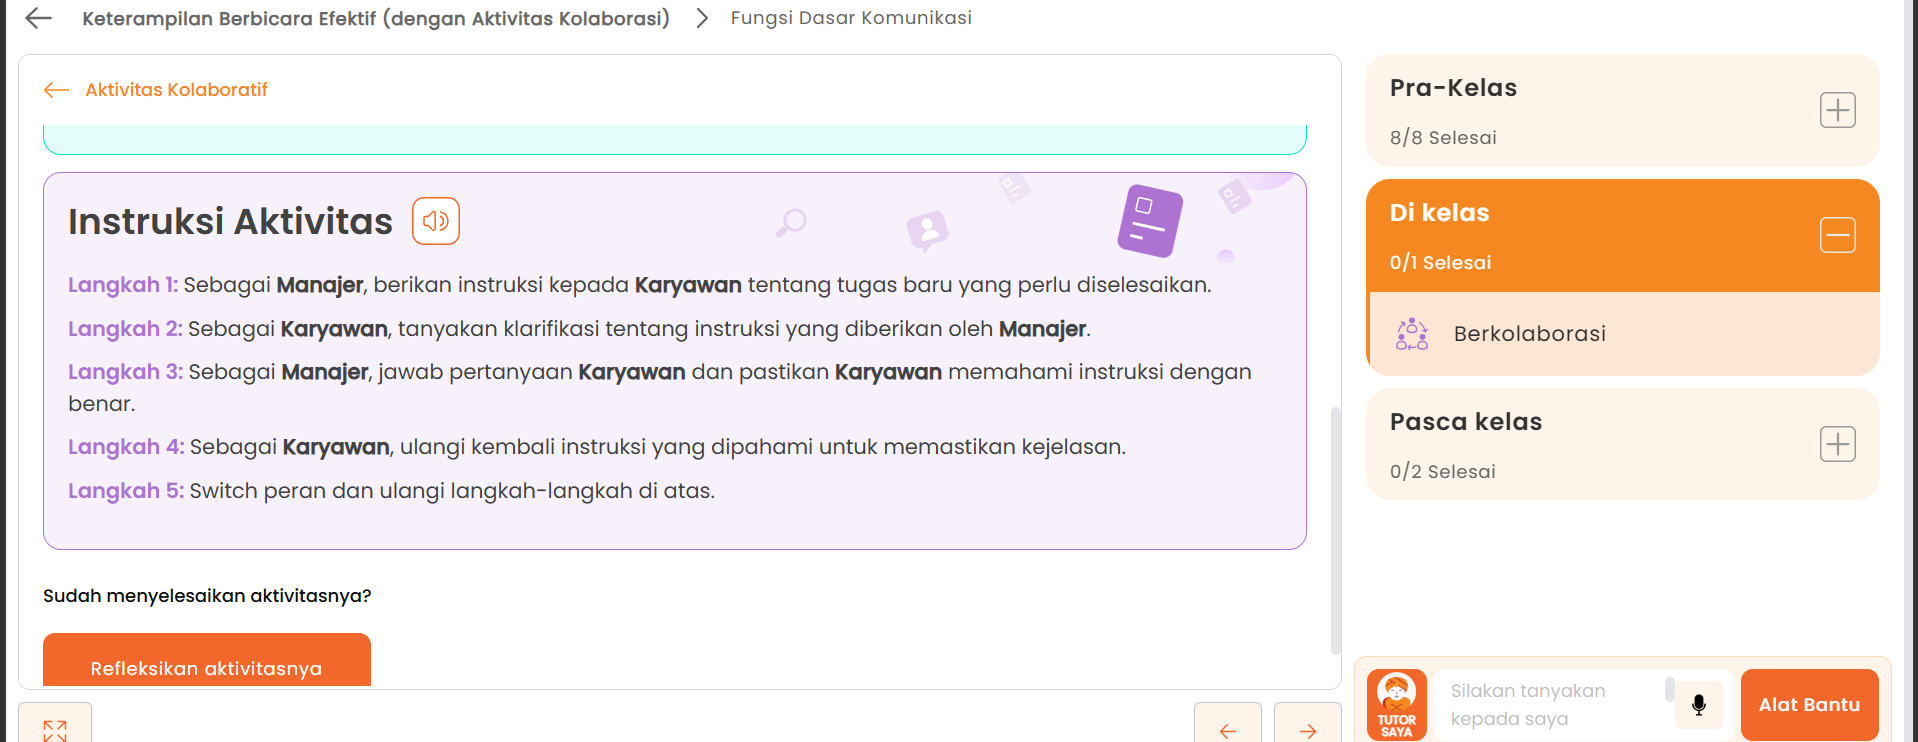 Keterampilan Berbicara Efektif (dengan Aktivitas Kolaborasi) > Fungsi Dasar Komunikasi
Aktivitas Kolaboratif
Instruksi Aktivitas
Langkah 1: Sebagai Manajer, berikan instruksi kepada Karyawan tentang tugas baru yang perlu diselesaikan.
Langkah 2: Sebagai Karyawan, tanyakan klarifikasi tentang instruksi yang diberikan oleh Manajer.
Langkah 3: Sebagai Manajer, jawab pertanyaan Karyawan dan pastikan Karyawan memahami instruksi dengan
benar.
Langkah 4: Sebagai Karyawan, ulangi kembali instruksi yang dipahami untuk memastikan kejelasan.
Langkah 5: Switch peran dan ulangi langkah-langkah di atas.
Sudah menyelesaikan aktivitasnya?
Refleksikan aktivitasnya
Pra-Kelas
8/8 Selesai
Di kelas
0/1 Selesai
Berkolaborasi
Pasca kelas
0/2 Selesai
TUTOR
SAYA
Silakan tanyakan
kepada saya
Alat Bantu